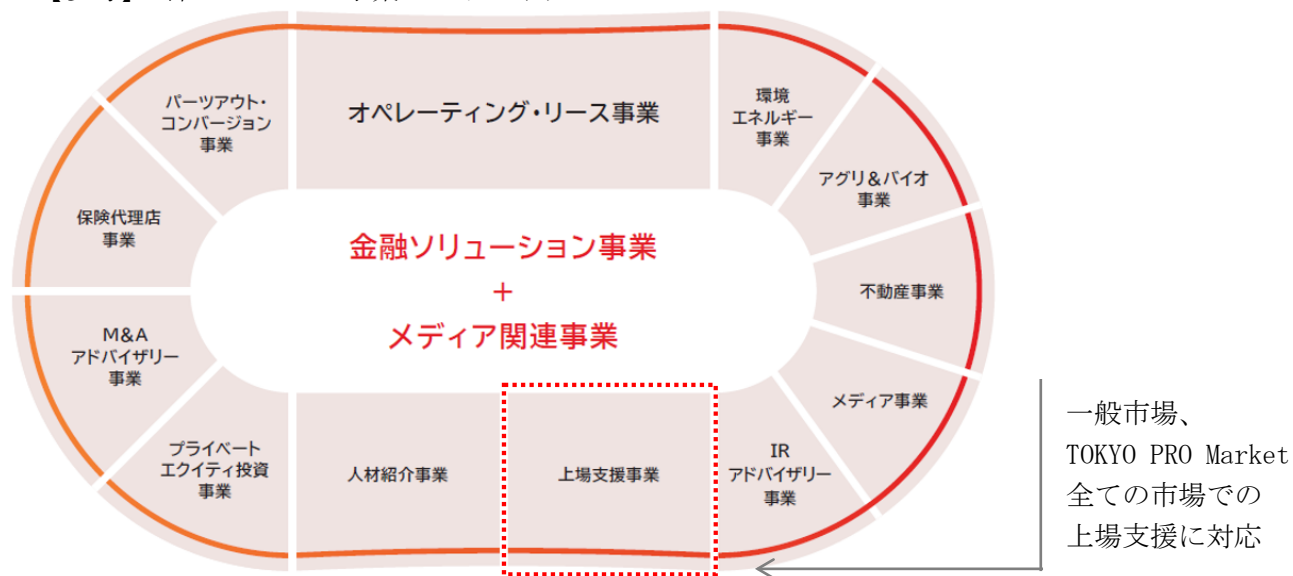 パーツアウト・
コンバージョン
事業
オペレーティング・リース事業
環境
エネルギー
事業
アグリ&バイオ
事業
保険代理店
事業
金融ソリューション事業
+
メディア関連事業
不動産事業
M&A
アドバイザリー
事業
メディア事業
プライベート
エクイティ投資
事業
人材紹介事業
上場支援事業
IR
アドバイザリー
事業
一般市場、
TOKYO PRO Market
全ての市場での
上場支援に対応